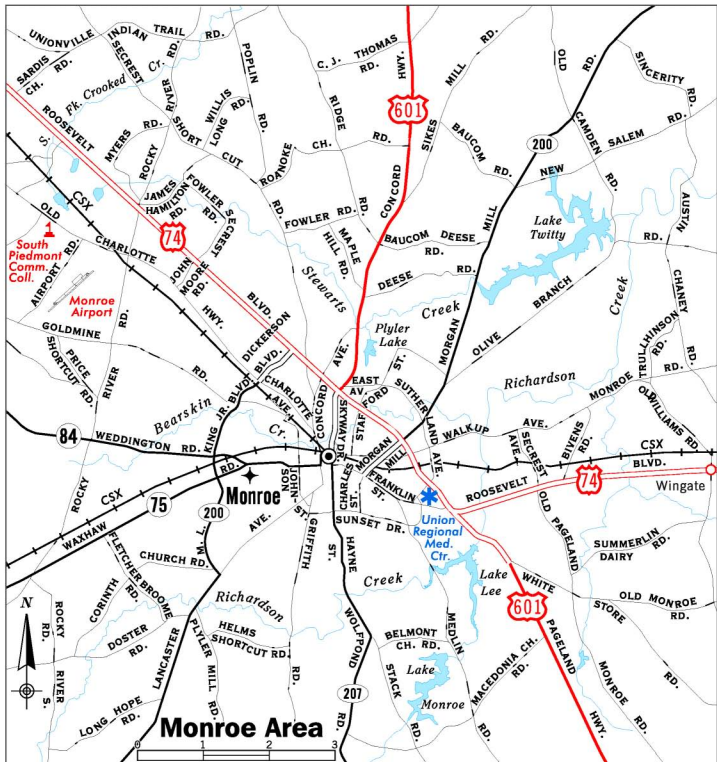 UNIONVILLE
INDIAN TRAIL RD.
SARDIS CH. RD.
SECREST
Fk. Crooked Cr.
S.
ROCKY RIVER RD.
POPLIN RD.
C. J. THOMAS RD.
HWY.
601
SIKES MILL RD.
OLD CAMDEN RD.
SINCERITY RD.
ROOSEVELT BLVD.
MYERS RD.
SHORT CUT RD.
WILLIS LONG RD.
RIDGE RD.
ROANOKE CH. RD.
CONCORD
BAUCOM RD.
200
NEW SALEM RD.
CSX
JAMES HAMILTON RD.
FOWLER SECREST RD.
FOWLER RD.
MAPLE HILL RD.
BAUCOM DEESE RD.
DEESE RD.
MILL
Lake
Twitty
AUSTIN CHANEY RD.
OLD CHARLOTTE HWY.
74
South
Piedmont
Comm.
Coll.
AIRPORT RD.
Monroe
Airport
JOHN MOORE RD.
Stewarts
Creek
Plyler
Lake
MORGAN
OLIVE BRANCH RD.
Creek
GOLDMINE RD.
PRICE SHORTCUT RD.
RIVER
DICKERSON BLVD.
AVE.
EAST AV.
ST.
Richardson
TRULLHINSON RD.
MONROE
Bearskin
Cr.
KING JR. BLVD.
CHARLOTTE AVE.
CONCORD
SKYWAY DR.
STAFFORD
SUTHERLAND AVE.
WALKUP AVE.
SECREST AVE.
BIVENS RD.
OLD WILLIAMS RD.
CSX
84
WEDDINGTON RD.
MORGAN MILL
CHARLES ST.
FRANKLIN ST.
ROOSEVELT BLVD.
74
Wingate
Monroe
CSX
75
WAXHAW RD.
ROCKY
200
M. L.
JOHNSON ST.
AVE.
GRIFFITH
SUNSET DR.
Union
Regional
Med.
Ctr.
OLD PAGELAND
SUMMERLIN DAIRY RD.
HAYNE ST.
CHURCH RD.
CORINTH
FLETCHER BROOME RD.
Creek
Lake
Lee
WHITE STORE
OLD MONROE RD.
Richardson
601
N
ROCKY RIVER RD. S.
DOSTER RD.
HELMS SHORTCUT RD.
PLYLER MILL RD.
LANCASTER
WOLFPOND RD.
BELMONT CH. RD.
MEDLIN RD.
STACK RD.
MACEDONIA CH. RD.
PAGELAND HWY.
MONROE RD.
LONG HOPE RD.
207
Lake
Monroe
Monroe Area
0 1 2 3